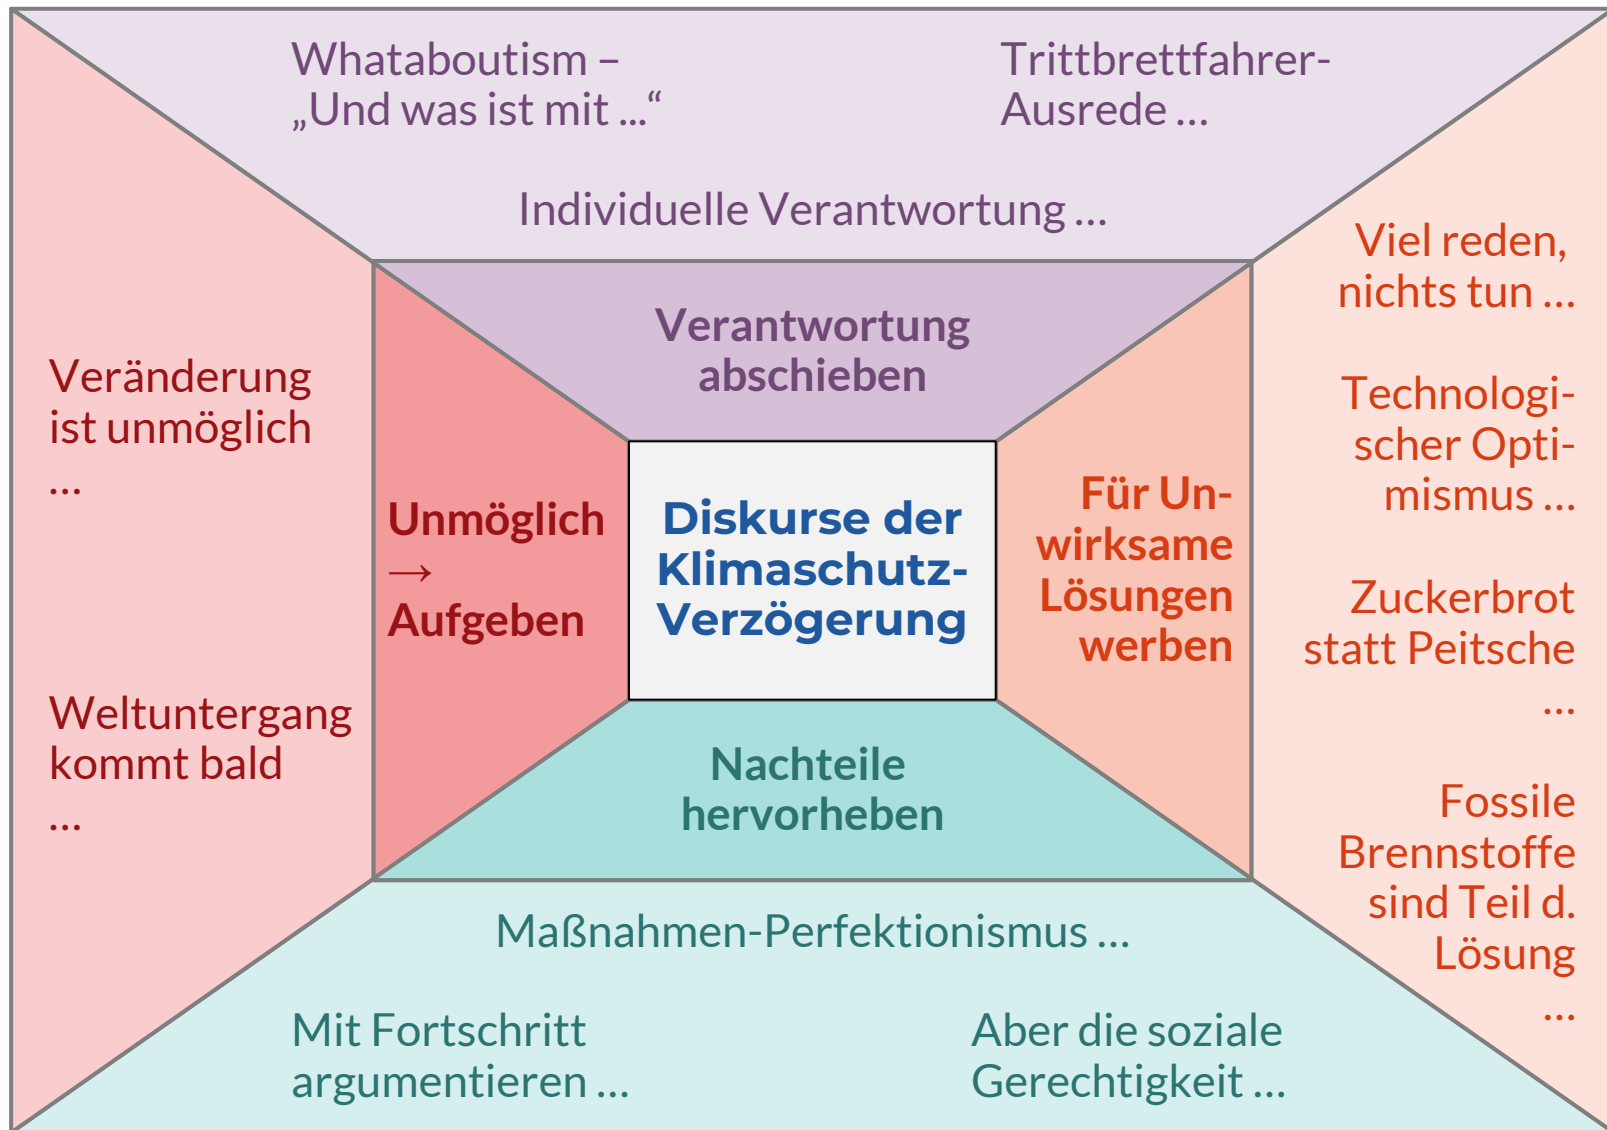 Whataboutism –
„Und was ist mit ...“
Trittbrettfahrer-
Ausrede ...
Individuelle Verantwortung ...
Verantwortung
abschieben
Veränderung
ist unmöglich
...
Weltuntergang
kommt bald
...
Unmöglich
→
Aufgeben
Diskurse der
Klimaschutz-
Verzögerung
Für Un-
wirksame
Lösungen
werben
Viel reden,
nichts tun ...
Technologi-
scher Opti-
mismus ...
Zuckerbrot
statt Peitsche
...
Fossile
Brennstoffe
sind Teil d.
Lösung
...
Nachteile
hervorheben
Maßnahmen-Perfektionismus ...
Mit Fortschritt
argumentieren ...
Aber die soziale
Gerechtigkeit ...